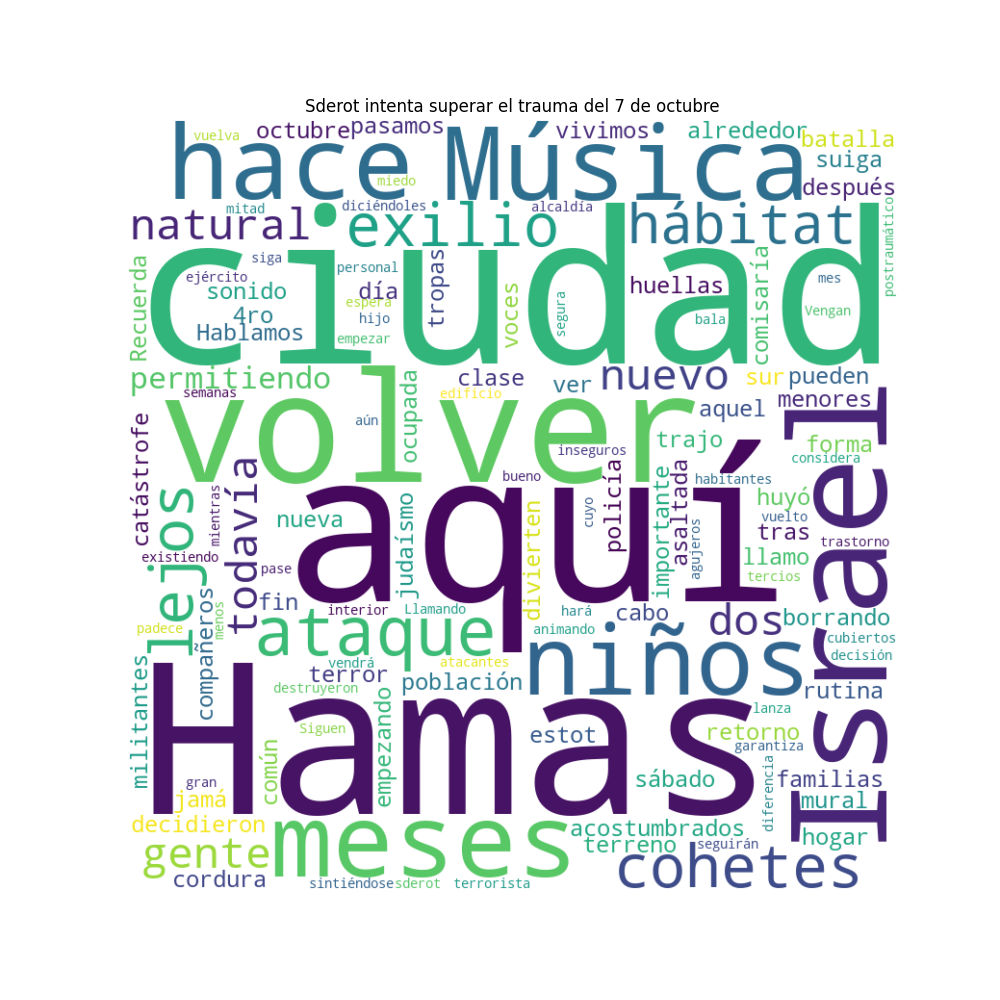 Sderot intenta superar el trauma del 7 de octubre
vuelva octubre pasamos vivimos alrededor batalla
hace Música suiga
miedo después
mitad diciéndoles alcaldía
natural exilio hábitat postraumático
ciudad
siga personal comisaría mes
ejército día tropas huellas
Recuerda sonido espera voces segura bala Vengan
4ro hijo
Hablamos empezar
permitiendo clase ver nuevo sur pueden
semanas edificio menores
volver aquel
aún ocupada trajo forma
catástrofe inseguros considera
todavía bueno policía importante asaltada habitantes huyó
mientras aquí cuyo agujeros vuelto
lejos nueva judaísmo divierten tras Israel
existiendo llamo trastorno
pase tercios
fin interior Llamando hará cabo dos borrando
compañeros menos
padece ataque animando cubiertos
niños decisión
militantes vendrá atacantes
terror población rutina
destruyeron empezando lanza
Hamas Siguen estot retorno
común garantiza
gran sábado diferencia familias
jamá mural
decidieron meses acostumbrados hogar
gente terreno seguirán
cordura sintiéndose sderot terrorista cohetes